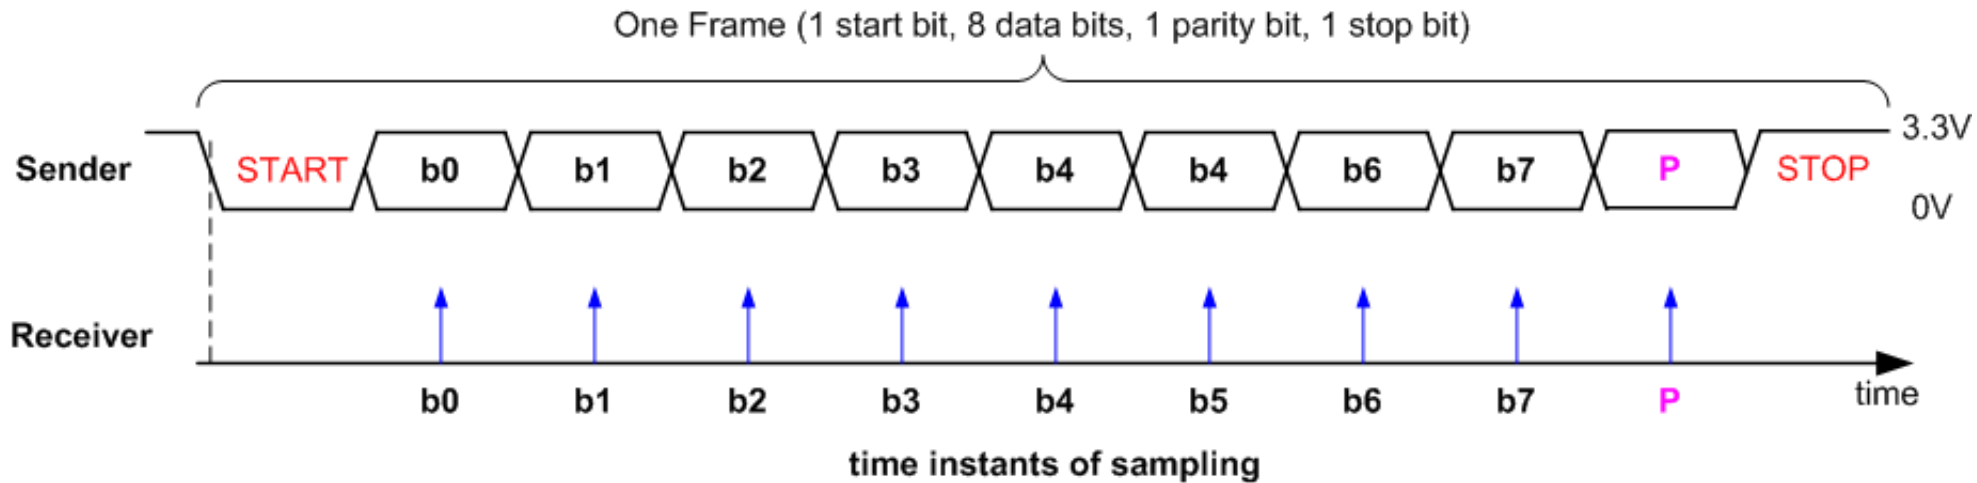 One Frame (1 start bit, 8 data bits, 1 parity bit, 1 stop bit)
3.3V
Sender START b0 b1 b2 b3 b4 b4 b6 b7 P STOP
0V
Receiver
b0 b1 b2 b3 b4 b5 b6 b7 P time
time instants of sampling